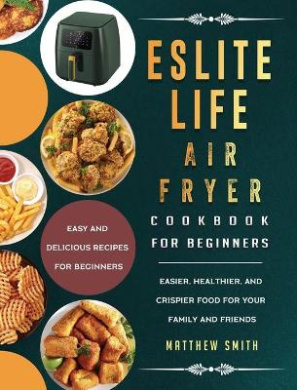 ESLITE
LIFE
AIR
FRYER
COOKBOOK
FOR BEGINNERS
EASY AND
DELICIOUS RECIPES
FOR BEGINNERS
EASIER, HEALTHIER, AND
CRISPIER FOOD FOR YOUR
FAMILY AND FRIENDS
MATTHEW SMITH